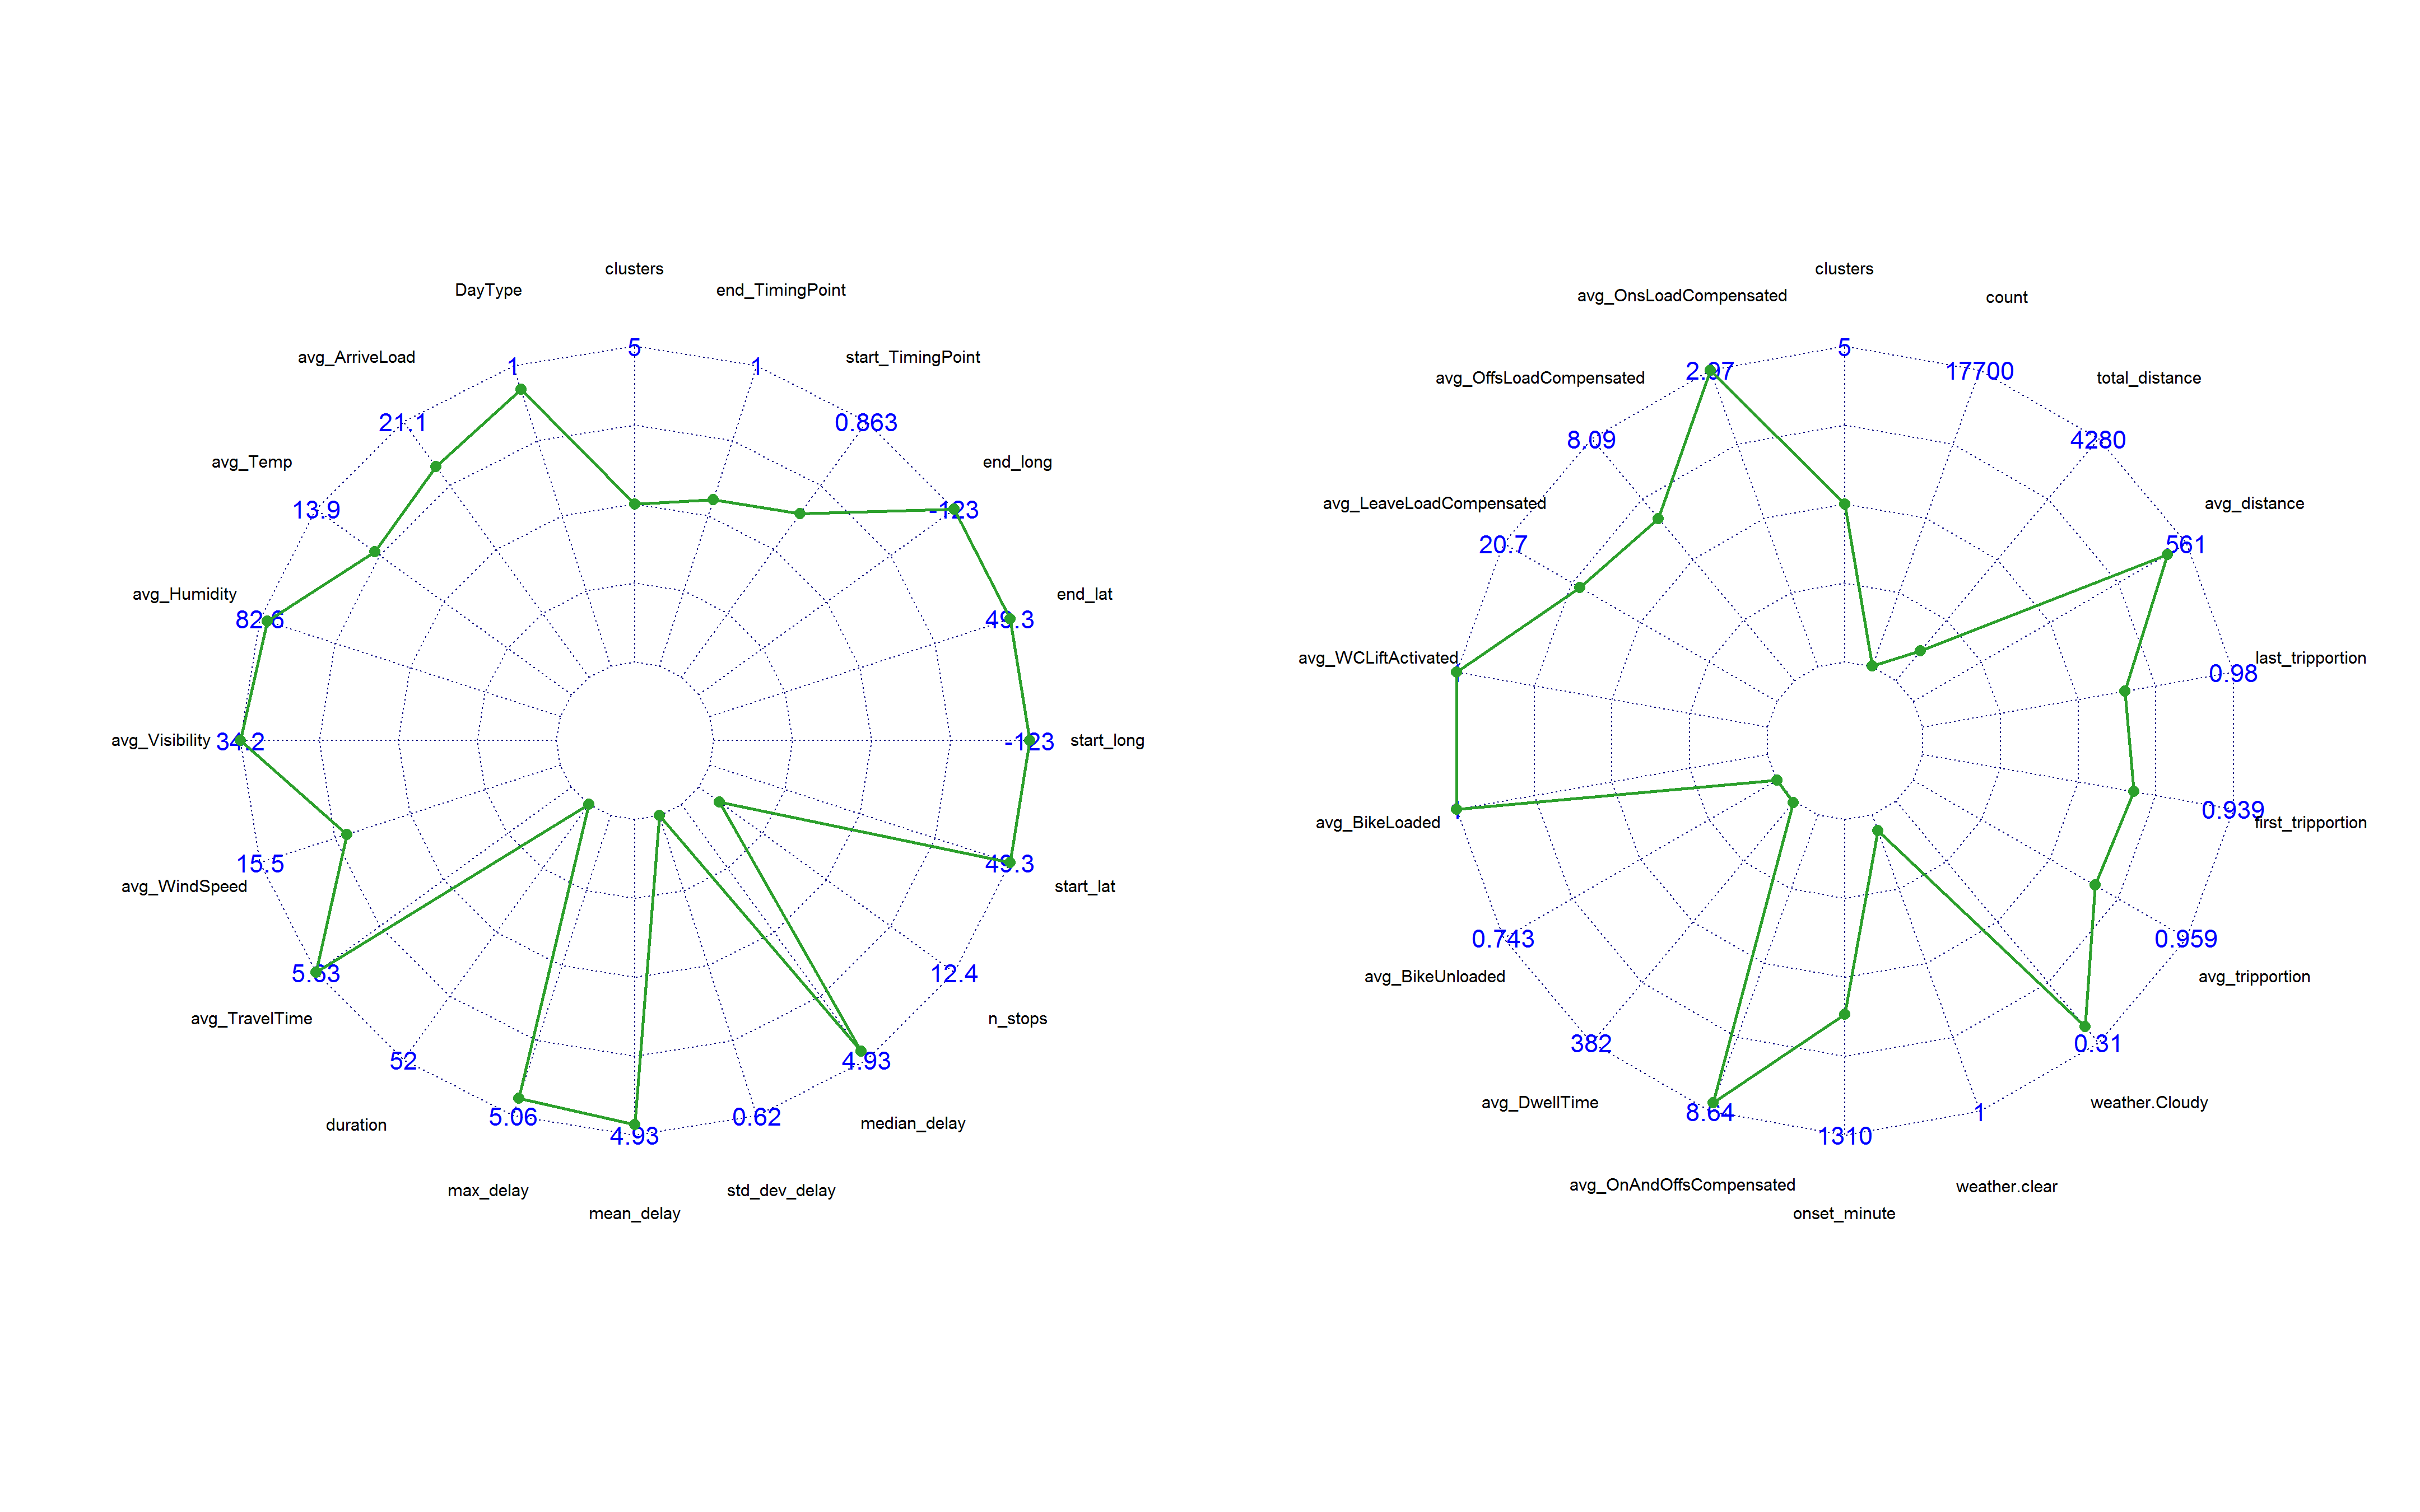 clusters
DayType
end_TimingPoint
avg_ArriveLoad
start_TimingPoint
5
1
1
21.1
0.863
avg_Temp
end_long
13.9
-123
avg_Humidity
end_lat
82.6
49.3
avg_Visibility
34.2
-123
start_long
15.5
49.3
avg_WindSpeed
start_lat
5.63
12.4
avg_TravelTime
n_stops
52
4.93
duration
5.06
4.93
0.62
median_delay
max_delay
std_dev_delay
mean_delay
clusters
avg_OnsLoadCompensated
count
5
2.97
17700
avg_OffsLoadCompensated
total_distance
8.09
4280
avg_LeaveLoadCompensated
avg_distance
20.7
561
avg_WCLiftActivated
last_tripportion
0.98
avg_BikeLoaded
0.939
first_tripportion
0.743
0.959
avg_BikeUnloaded
avg_tripportion
382
0.31
avg_DwellTime
8.64
1310
1
weather.Cloudy
avg_OnAndOffsCompensated
weather.clear
onset_minute